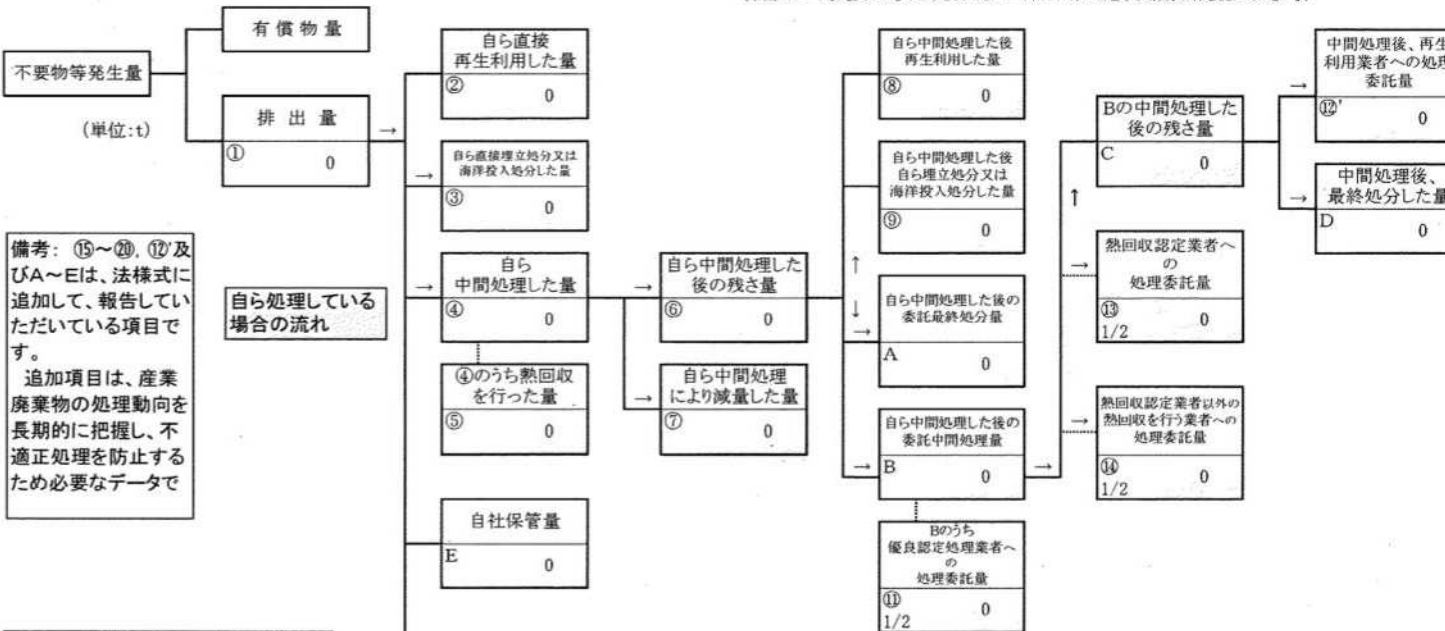 有償物量
不要物等発生量
(単位:t)
排出量
①
0
→
自ら直接
再生利用した量
②
0
→
自ら直接埋立処分又は
海洋投入処分した量
③
0
→
自ら
中間処理した量
④
0
④のうち熱回収
を行った量
⑤
0
自社保管量
E
0
備考： ⑮～⑳, ⑫'及
びA～Eは、法様式に
追加して、報告してい
ただいている項目で
す。
追加項目は、産業
廃棄物の処理動向を
長期的に把握し、不
適正処理を防止する
ため必要なデータで
自ら処理している
場合の流れ
→
自ら中間処理した
後の残さ量
⑥
0
→
自ら中間処理
により減量した量
⑦
0
自ら中間処理した後
再生利用した量
⑧
0
自ら中間処理した後
自ら埋立処分又は
海洋投入処分した量
⑨
0
↑
↓
→
自ら中間処理した後の
委託最終処分量
A
0
→
自ら中間処理した後の
委託中間処理量
B
0
→
Bのうち
優良認定処理業者へ
の
処理委託量
⑪
1/2
0
Bの中間処理した
後の残さ量
C
0
↑
→
熱回収認定業者へ
の
処理委託量
⑬
1/2
0
→
熱回収認定業者以外の
熱回収を行う業者への
処理委託量
⑭
1/2
0
→
中間処理後、再生
利用業者への処理
委託量
⑫'
0
→
中間処理後、
最終処分した量
D
0